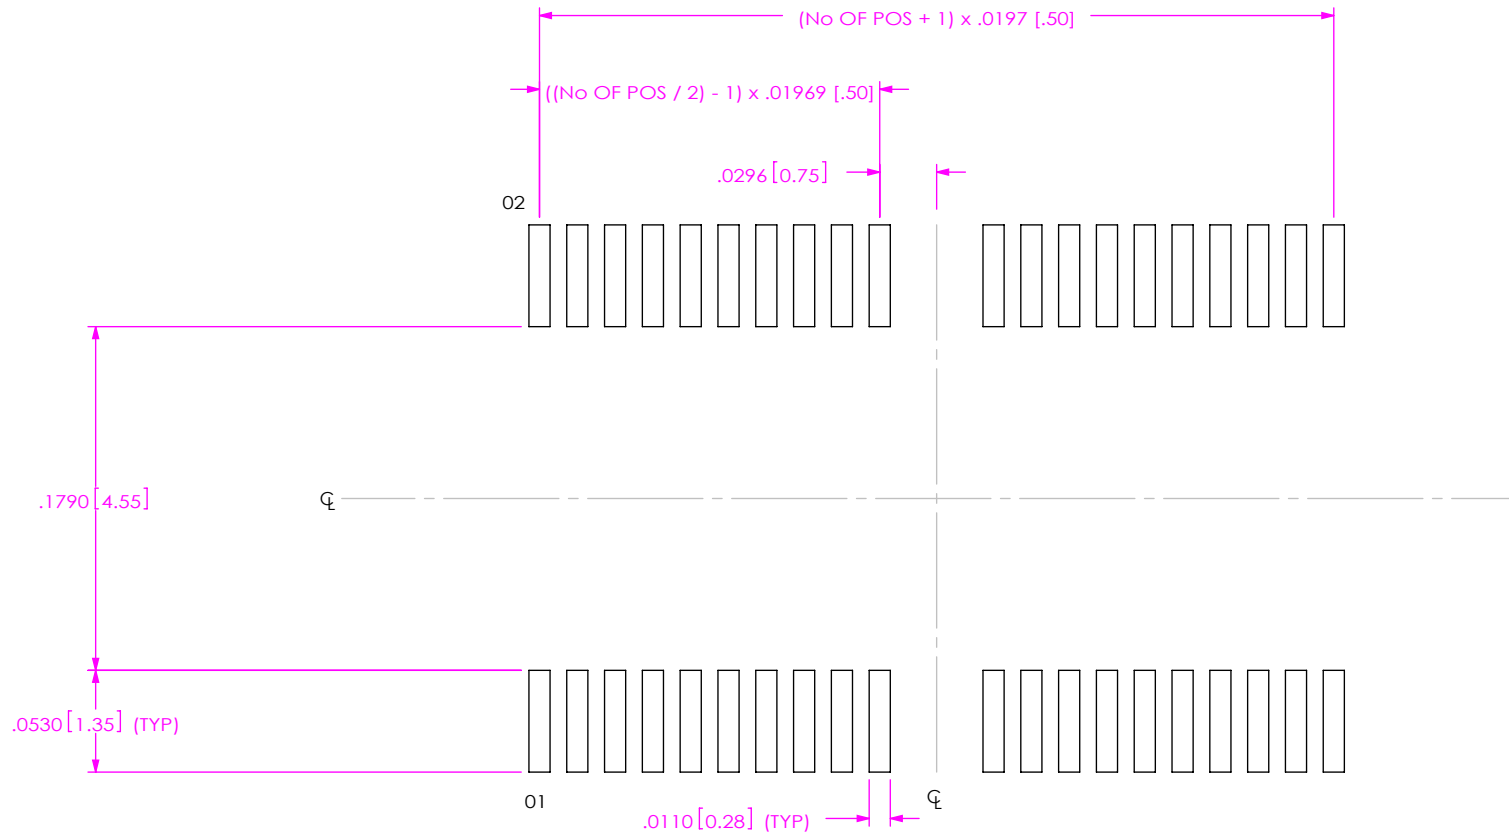 (No OF POS + 1) x .0197 [.50]
((No OF POS / 2) - 1) x .01969 [.50]
.0296 [0.75]
02
.1790 [4.55]
℄
.0530 [1.35] (TYP)
01
℄
.0110 [0.28] (TYP)